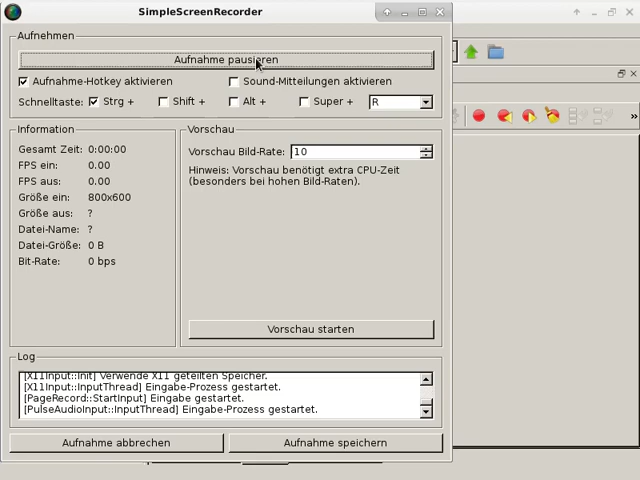 SimpleScreenRecorder
Aufnehmen
Aufnahme pausieren
Aufnahme-Hotkey aktivieren
Sound-Mitteilungen aktivieren
Schnelltaste: Strg + Shift + Alt + Super + R
Information
Gesamt Zeit: 0:00:00
FPS ein: 0.00
FPS aus: 0.00
Größe ein: 800x600
Größe aus: ?
Datei-Name: ?
Datei-Größe: 0 B
Bit-Rate: 0 bps
Vorschau
Vorschau Bild-Rate: 10
Hinweis: Vorschau benötigt extra CPU-Zeit
(besonders bei hohen Bild-Raten).
Vorschau starten
Log
[X11Input::Init] Verwende X11 geteilten Speicher.
[X11Input::InputThread] Eingabe-Prozess gestartet.
[PageRecord::StartInput] Eingabe gestartet.
[PulseAudioInput::InputThread] Eingabe-Prozess gestartet.
Aufnahme abbrechen
Aufnahme speichern